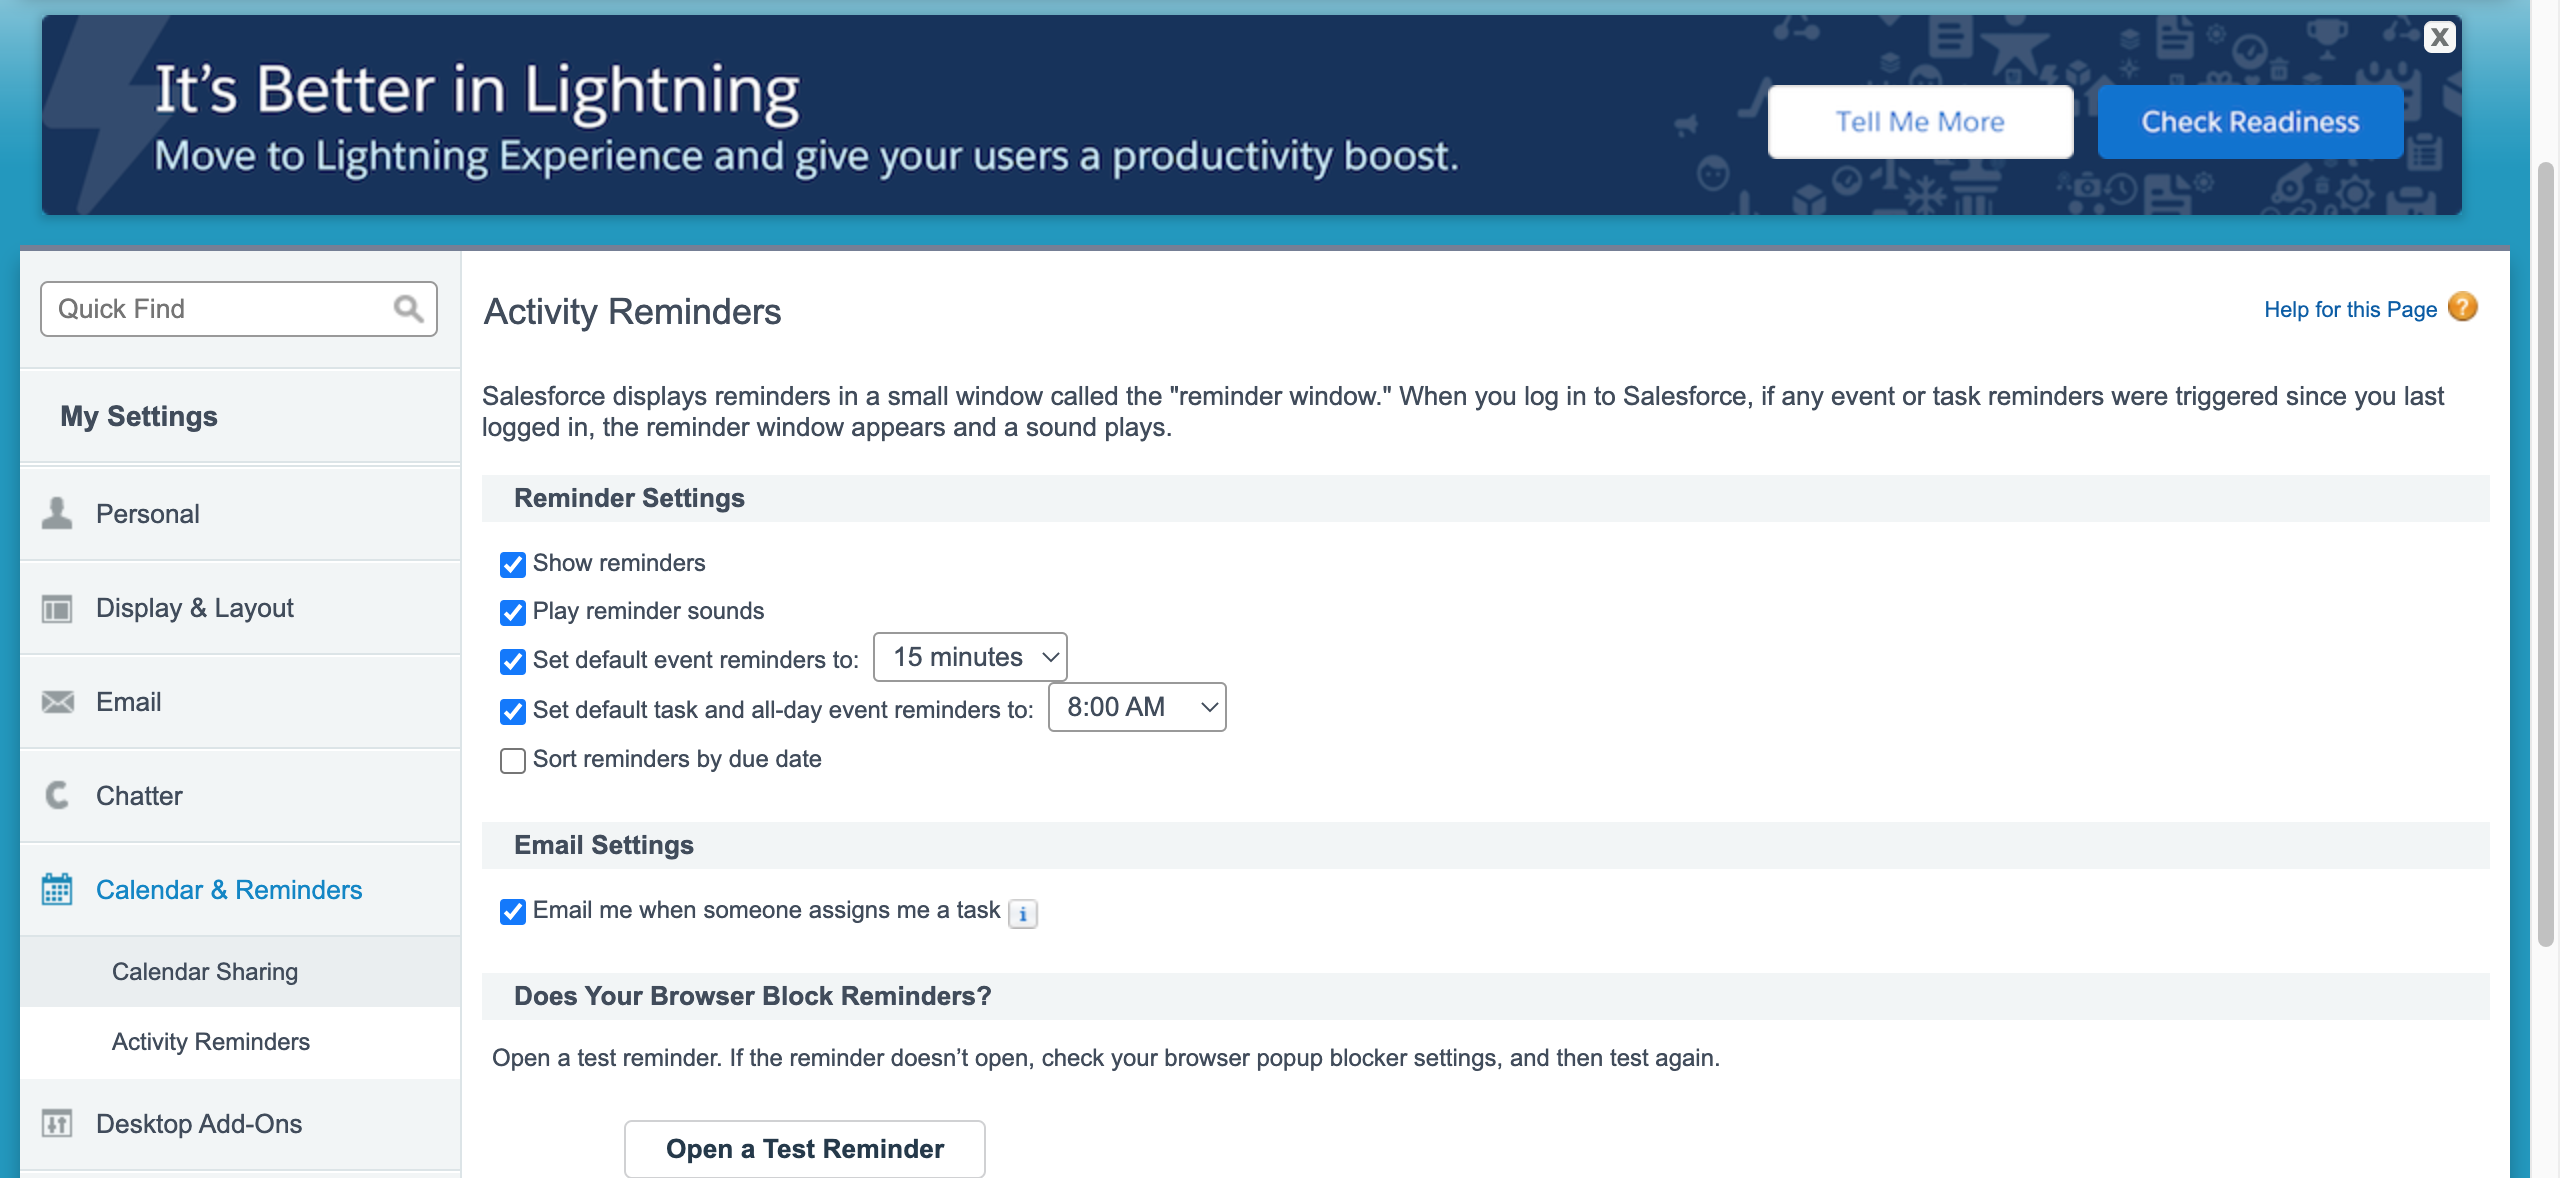 It's Better in Lightning
Move to Lightning Experience and give your users a productivity boost.
Tell Me More
Check Readiness
X
Quick Find
My Settings
Personal
Display & Layout
Email
Chatter
Calendar & Reminders
Calendar Sharing
Activity Reminders
Desktop Add-Ons
Activity Reminders
Help for this Page ?
Salesforce displays reminders in a small window called the "reminder window." When you log in to Salesforce, if any event or task reminders were triggered since you last
logged in, the reminder window appears and a sound plays.
Reminder Settings
Show reminders
Play reminder sounds
Set default event reminders to: 15 minutes
Set default task and all-day event reminders to: 8:00 AM
Sort reminders by due date
Email Settings
Email me when someone assigns me a task i
Does Your Browser Block Reminders?
Open a test reminder. If the reminder doesn’t open, check your browser popup blocker settings, and then test again.
Open a Test Reminder